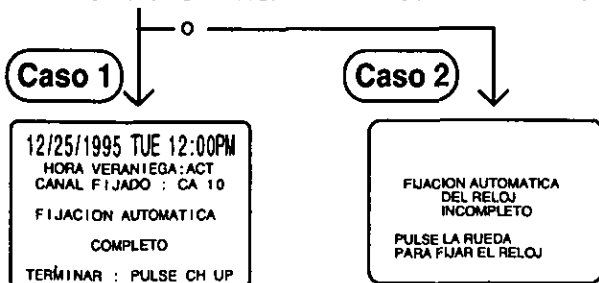 o
Caso 1
12/25/1995 TUE 12:00PM
HORA VERANIEGA:ACT
CANAL FIJADO : CA 10
FIJACION AUTOMATICA
COMPLETO
TERMINAR : PULSE CH UP
Caso 2
FIJACION AUTOMATICA
DEL RELOJ
INCOMPLETO
PULSE LA RUEDA
PARA FIJAR EL RELOJ